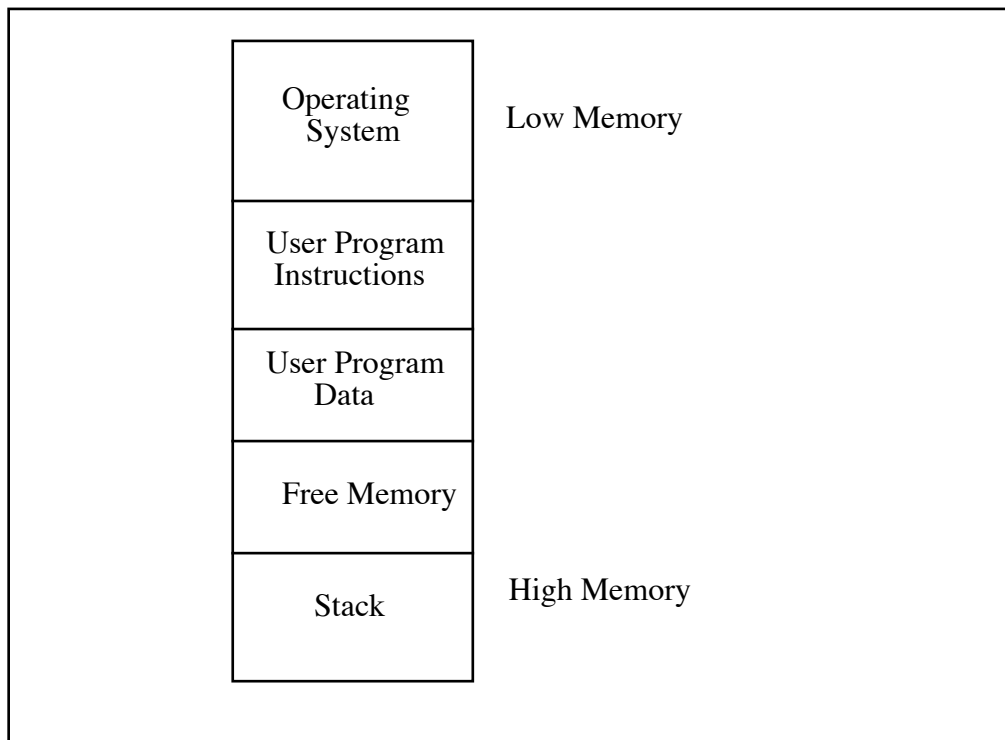 Operating
System
Low Memory
User Program
Instructions
User Program
Data
Free Memory
Stack
High Memory